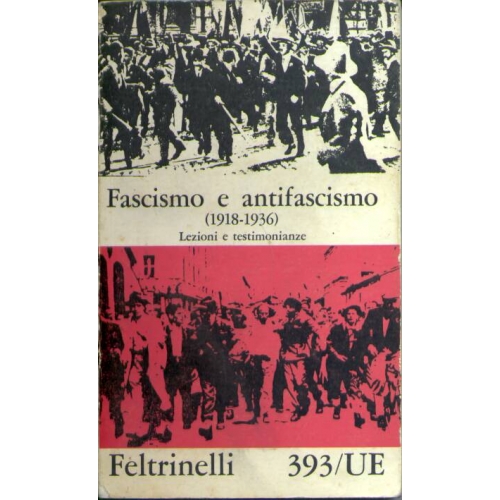 Fascismo e antifascismo
(1918-1936)
Lezioni e testimonianze
Feltrinelli 393/UE